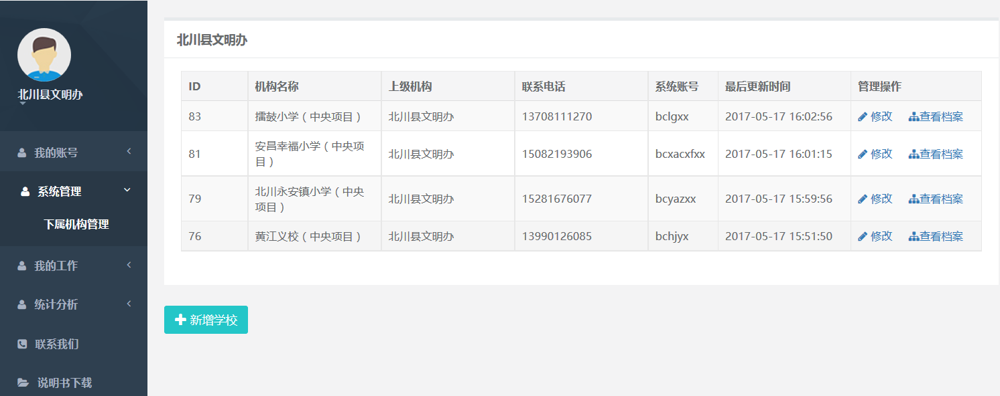 北川县文明办
我的账号
系统管理
下属机构管理
我的工作
统计分析
联系我们
说明书下载
北川县文明办
ID 机构名称 上级机构 联系电话 系统账号 最后更新时间 管理操作
83 擂鼓小学（中央项目） 北川县文明办 13708111270 bclgxx 2017-05-17 16:02:56 修改 查看档案
81 安昌幸福小学（中央项 北川县文明办 15082193906 bcxacxfxx 2017-05-17 16:01:15 修改 查看档案
目）
79 北川永安镇小学（中央 北川县文明办 15281676077 bcyazxx 2017-05-17 15:59:56 修改 查看档案
项目）
76 黄江义校（中央项目） 北川县文明办 13990126085 bchjyx 2017-05-17 15:51:50 修改 查看档案
新增学校